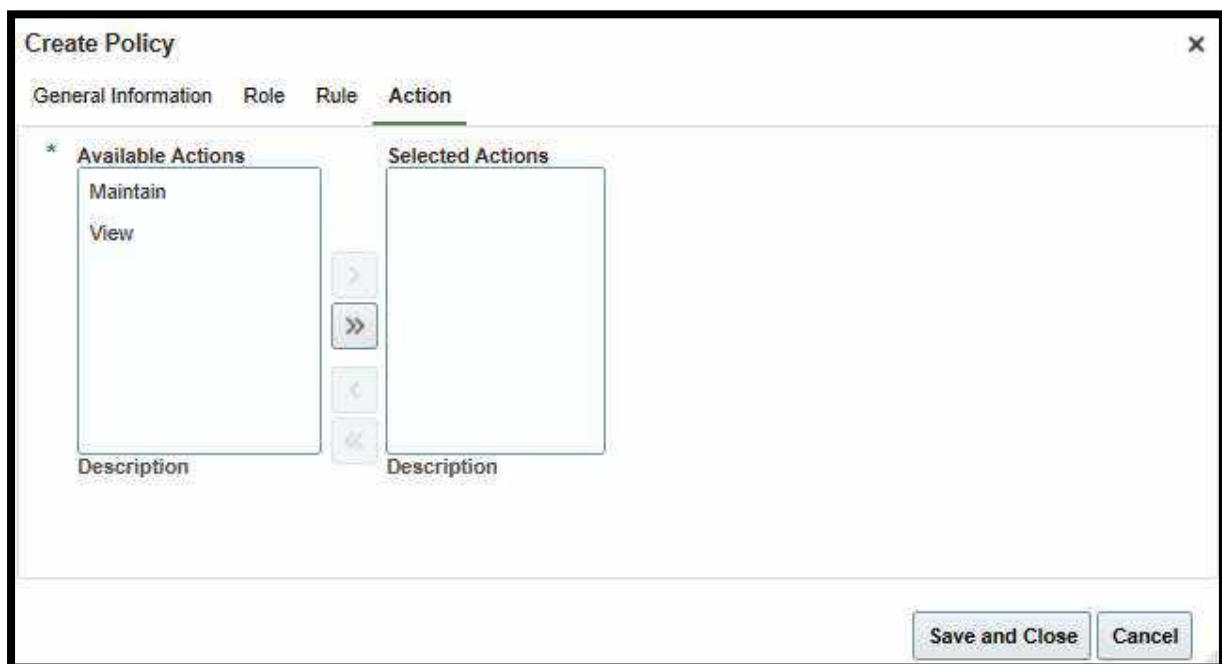 Create Policy
General Information Role Rule Action
* Available Actions Selected Actions
Maintain
View
Description Description
Save and Close Cancel